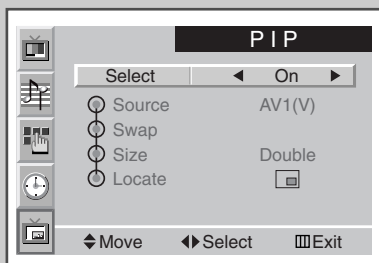 PIP
Select ◀ On ▶
Source AV1(V)
Swap
Size Double
Locate
Move Select Exit